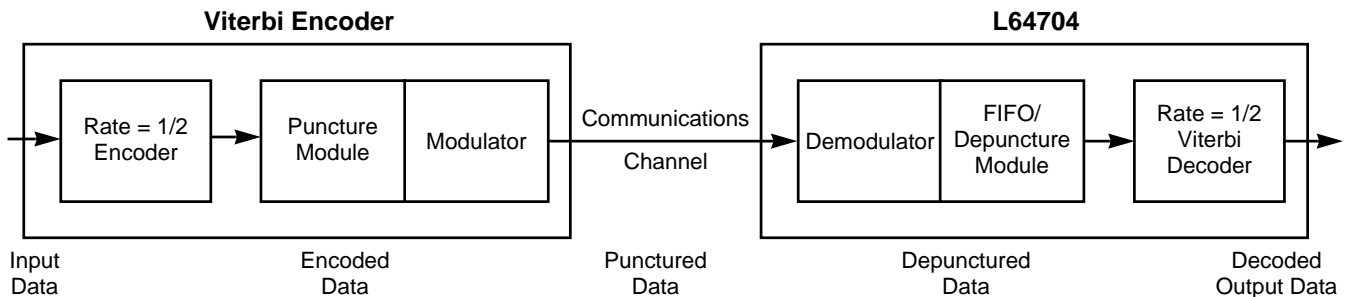 Viterbi Encoder
L64704
Rate = 1/2
Encoder
Puncture
Module
Modulator
Communications
Channel
Demodulator
FIFO/
Depuncture
Module
Rate = 1/2
Viterbi
Decoder
Input
Data
Encoded
Data
Punctured
Data
Depunctured
Data
Decoded
Output Data